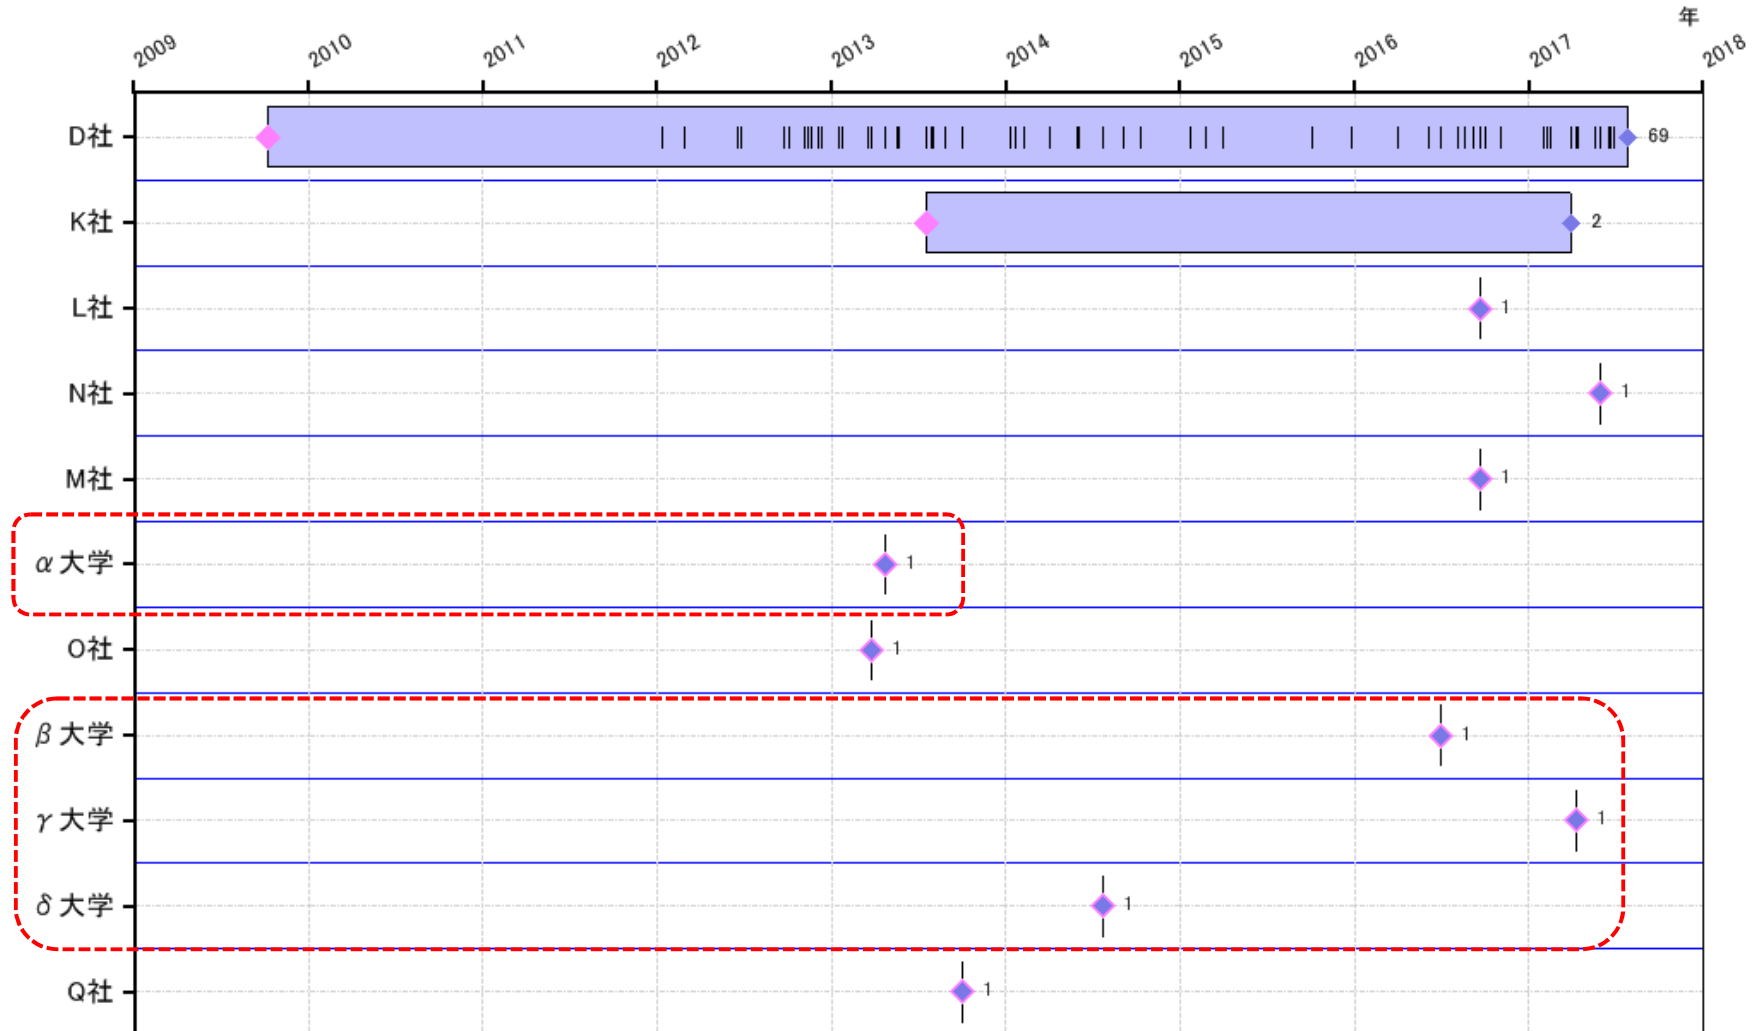 年
2009 2010 2011 2012 2013 2014 2015 2016 2017 2018
D社 69
K社 2
L社 1
N社 1
M社 1
α大学 1
O社 1
β大学 1
γ大学 1
δ大学 1
Q社 1